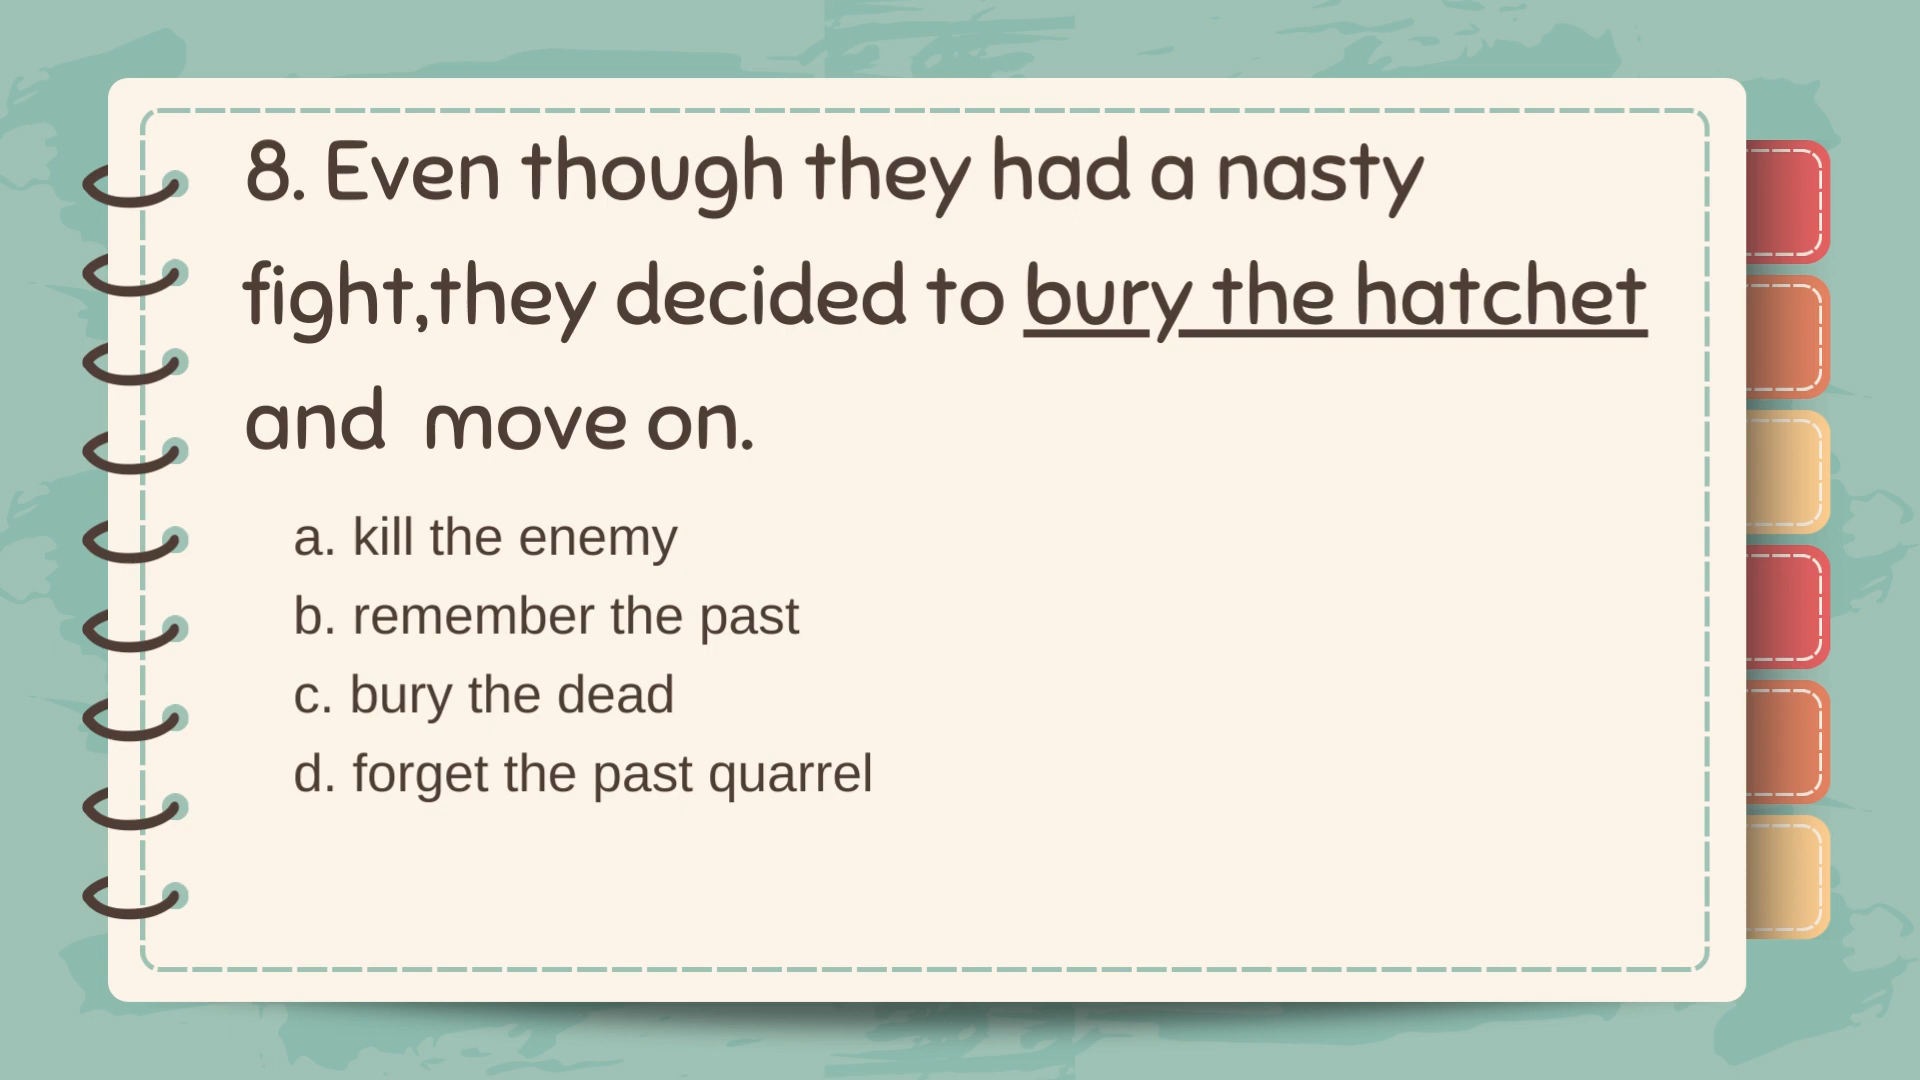 8. Even though they had a nasty
fight,they decided to bury the hatchet
and  move on.
a. kill the enemy
b. remember the past
c. bury the dead
d. forget the past quarrel